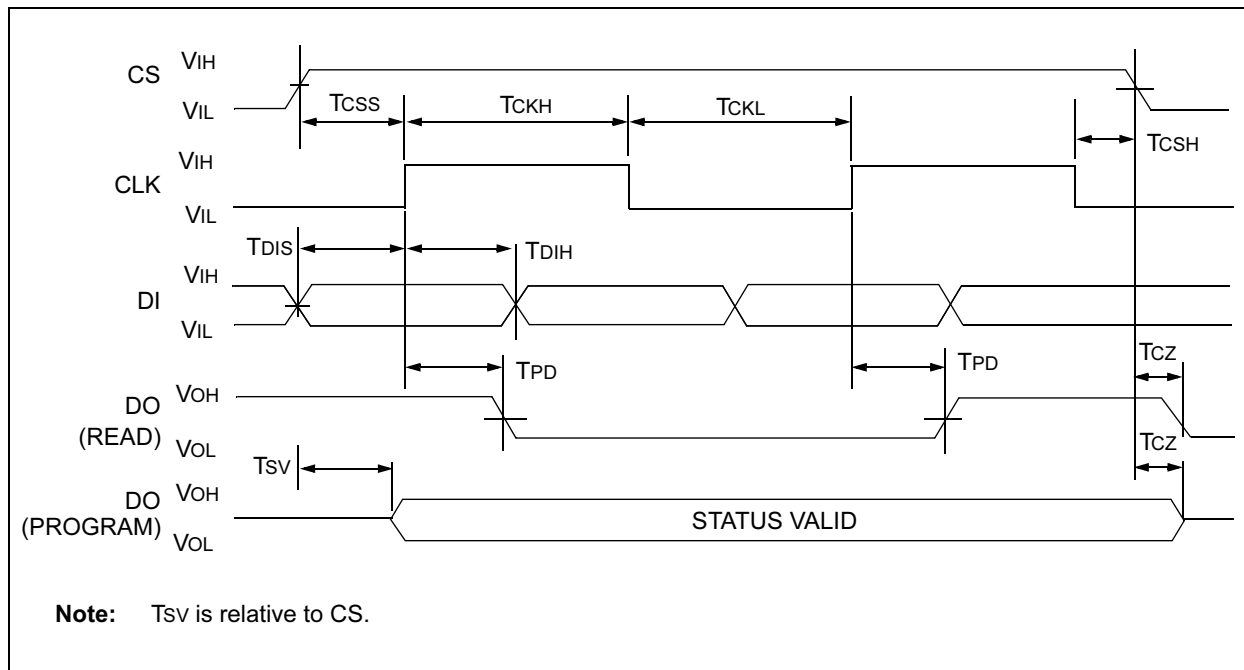 CS
VIH
VIL
TCSS
TCKH
TCKL
TCSH
CLK
VIH
VIL
TDIS
TDIH
DI
VIH
VIL
TPD
TPD
TCZ
DO
(READ)
VOH
VOL
TCZ
TSV
DO
(PROGRAM)
VOH
VOL
STATUS VALID
Note: TSV is relative to CS.